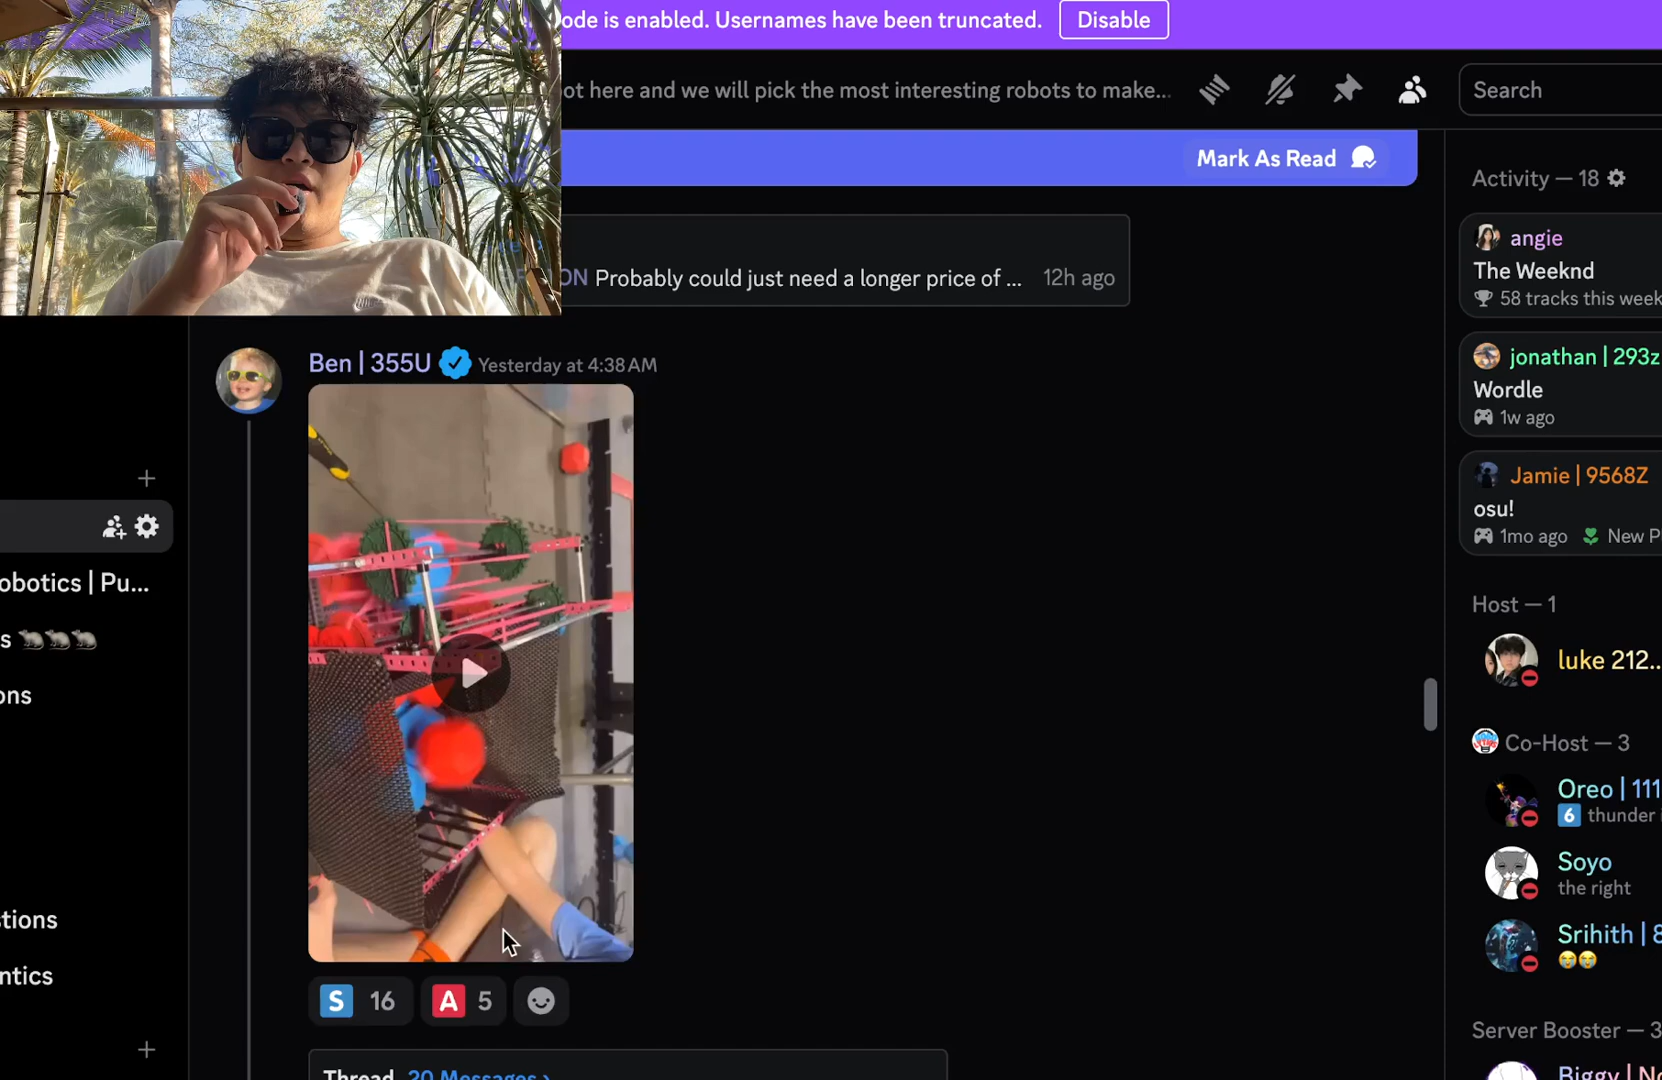 ode is enabled. Usernames have been truncated.
Disable
ot here and we will pick the most interesting robots to make...
Search
Mark As Read
Activity — 18
ON Probably could just need a longer price of ... 12h ago
angie
The Weeknd
58 tracks this week
jonathan | 293z
Wordle
1w ago
Jamie | 9568Z
osu!
1mo ago New P
Ben | 355U Yesterday at 4:38 AM
obotics | Pu...
s
ons
stions
ntics
Host — 1
luke 212...
Co-Host — 3
Oreo | 111
6 thunder
Soyo
the right
Srihith | 8
Server Booster — 3
Biggy | No
S 16 A 5
Thread 20 Messages ›